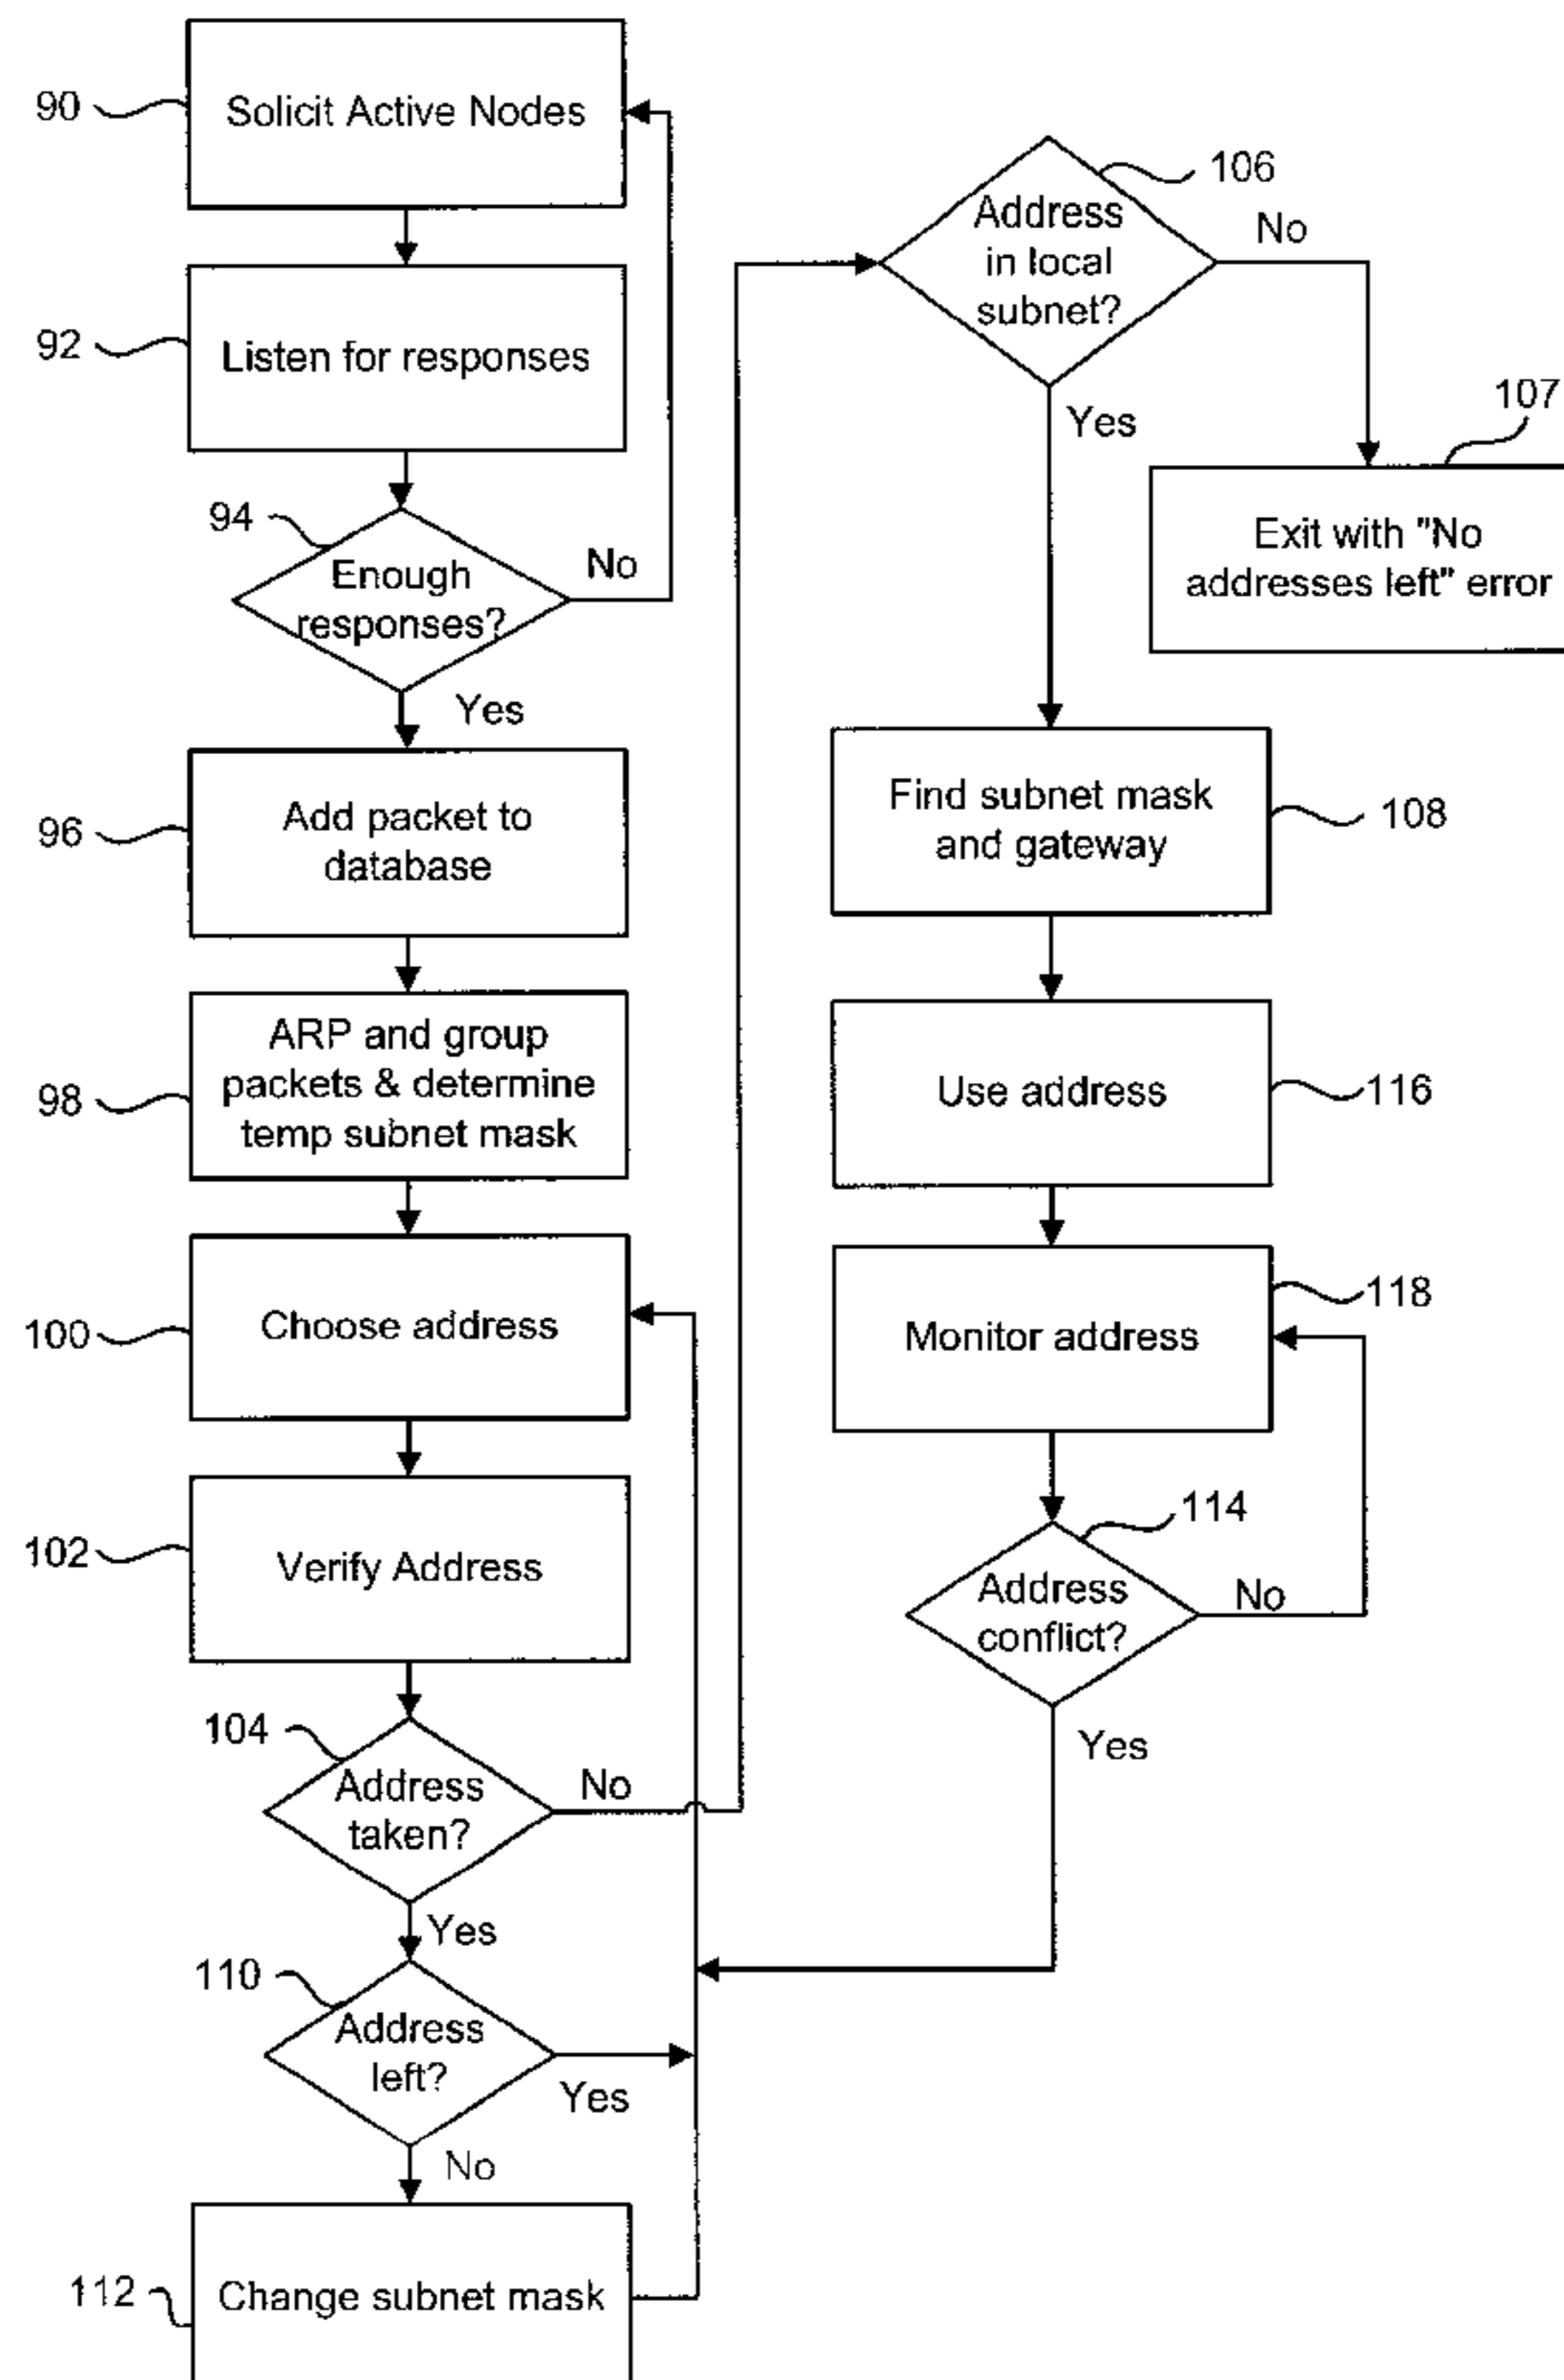 90
Solicit Active Nodes
92
Listen for responses
94
Enough
responses?
No
Yes
96
Add packet to
database
98
ARP and group
packets & determine
temp subnet mask
100
Choose address
102
Verify Address
104
Address
taken?
No
Yes
110
Address
left?
Yes
No
112
Change subnet mask
106
Address
in local
subnet?
No
Yes
107
Exit with "No
addresses left" error
Find subnet mask
and gateway
108
Use address
116
118
Monitor address
114
Address
conflict?
No
Yes